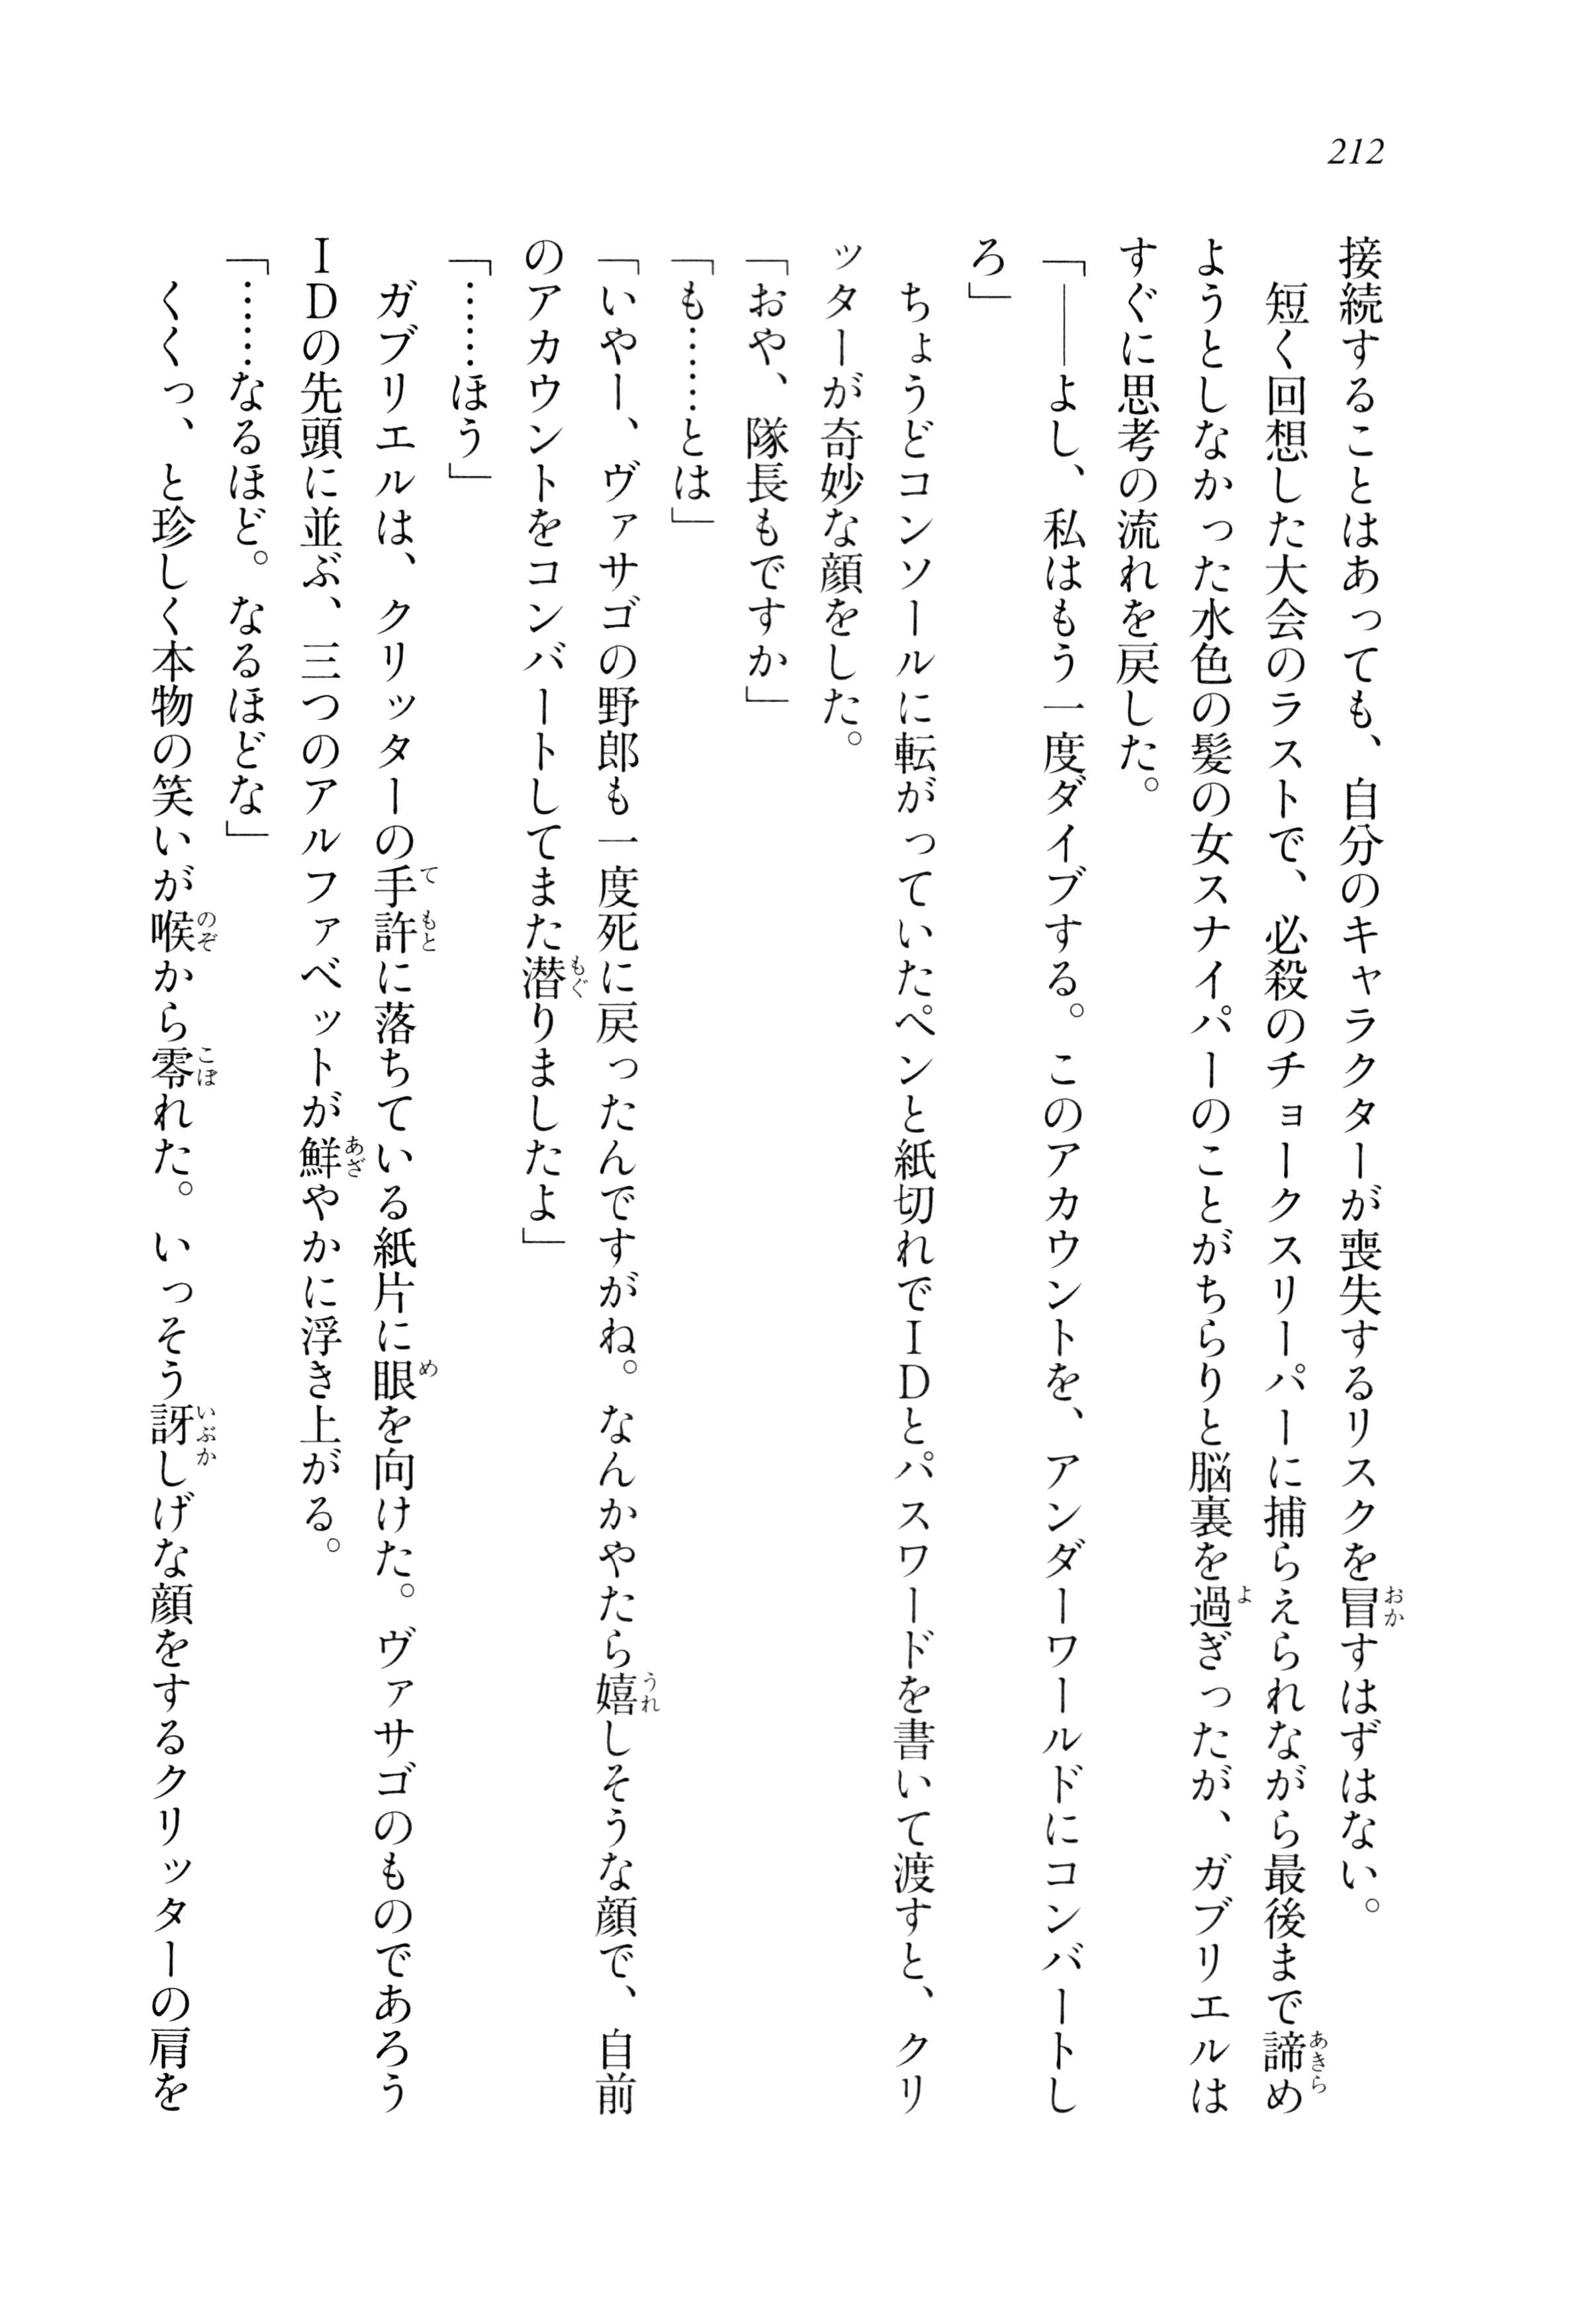 212
接続することはあっても、自分のキャラクターが喪失するリスクを冒すはずはない。
　短く回想した大会のラストで、必殺のチョークスリーパーに捕らえられながら最後まで諦め
ようとしなかった水色の髪の女スナイパーのことがちらりと脳裏を過ぎったが、ガブリエルは
すぐに思考の流れを戻した。
「――よし、私はもう一度ダイブする。このアカウントを、アンダーワールドにコンバートし
ろ」
　ちょうどコンソールに転がっていたペンと紙切れでＩＤとパスワードを書いて渡すと、クリ
ッターが奇妙な顔をした。
「おや、隊長もですか」
「も……とは」
「いやー、ヴァサゴの野郎も一度死に戻ったんですがね。なんかやたら嬉しそうな顔で、自前
のアカウントをコンバートしてまた潜りましたよ」
「……ほう」
　ガブリエルは、クリッターの手許に落ちている紙片に眼を向けた。ヴァサゴのものであろう
ＩＤの先頭に並ぶ、三つのアルファベットが鮮やかに浮き上がる。
「……なるほど。なるほどな」
　くくっ、と珍しく本物の笑いが喉から零れた。いっそう訝しげな顔をするクリッターの肩を